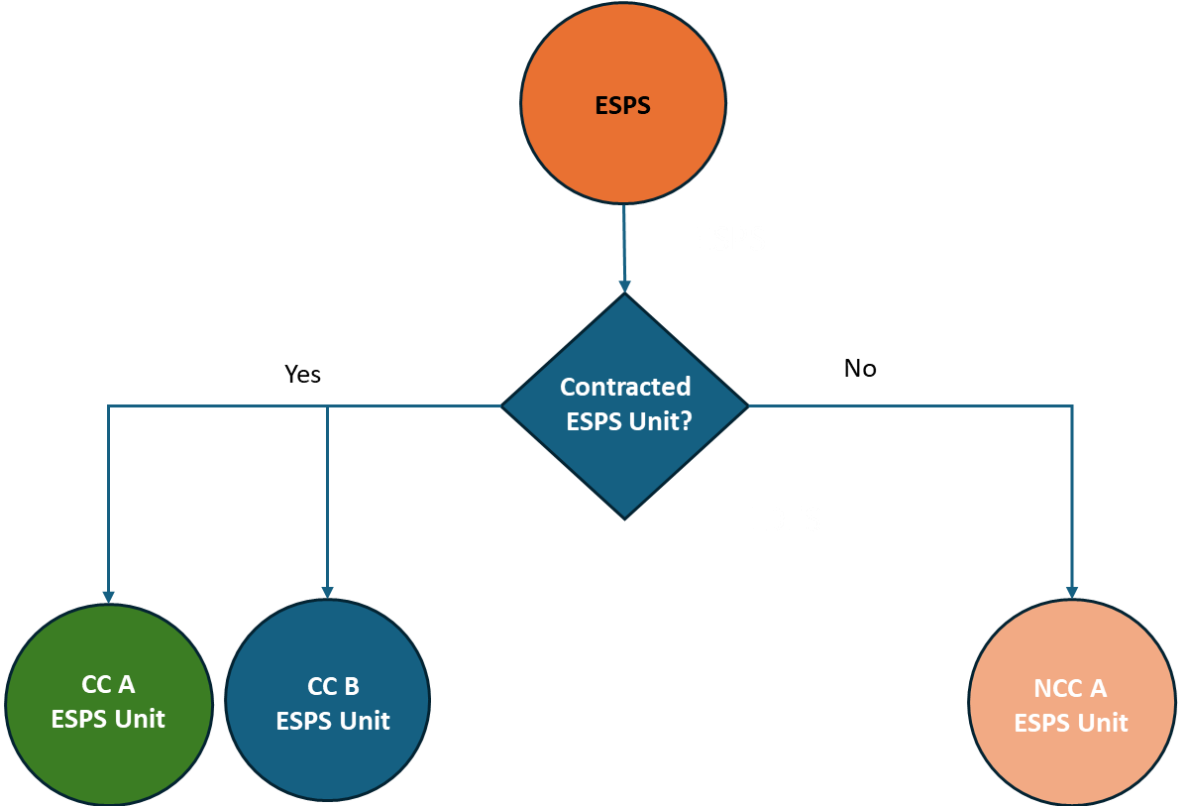 ESPS
Contracted
ESPS Unit?
Yes
No
CC A
ESPS Unit
CC B
ESPS Unit
NCC A
ESPS Unit